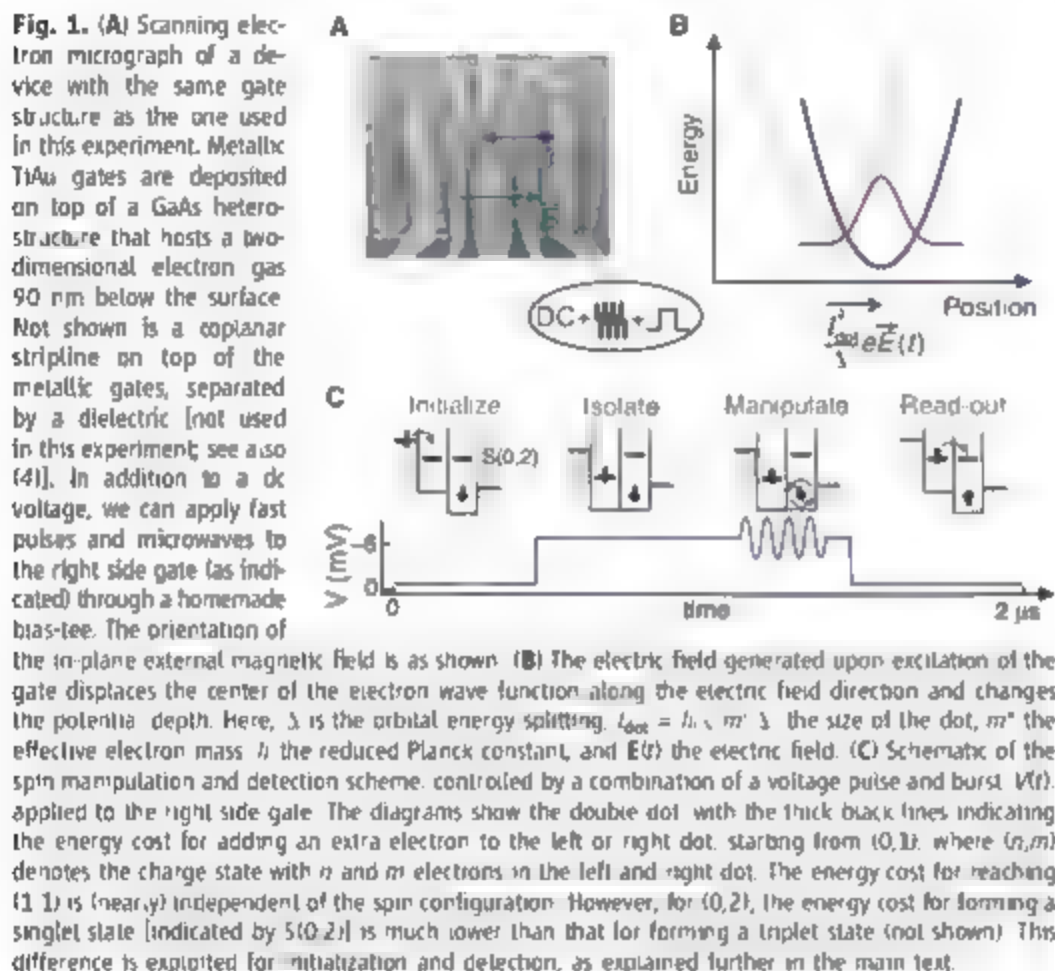 Fig. 1. (A) Scanning elec-
tron micrograph of a de-
vice with the same gate
structure as the one used
in this experiment. Metallic
TiAu gates are deposited
on top of a GaAs hetero-
structure that hosts a two-
dimensional electron gas
90 nm below the surface
Not shown is a coplanar
stripline on top of the
metallic gates, separated
by a dielectric [not used
in this experiment; see also
(4)]. In addition to a dc
voltage, we can apply fast
pulses and microwaves to
the right side gate (as indi-
cated) through a homemade
bias-tee. The orientation of
the in-plane external magnetic field is as shown. (B) The electric field generated upon excitation of the
gate displaces the center of the electron wave function along the electric field direction and changes
the potential depth. Here, Δ is the orbital energy splitting, the size of the dot, m* the
effective electron mass, ħ the reduced Planck constant, and E(t) the electric field. (C) Schematic of the
spin manipulation and detection scheme, controlled by a combination of a voltage pulse and burst, V(t),
applied to the right side gate. The diagrams show the double dot, with the thick black lines indicating
the energy cost for adding an extra electron to the left or right dot, starting from (0,1), where (n,m)
denotes the charge state with n and m electrons in the left and right dot. The energy cost for reaching
(1,1) is (nearly) independent of the spin configuration. However, for (0,2), the energy cost for forming a
singlet state [indicated by S(0,2)] is much lower than that for forming a triplet state (not shown). This
difference is exploited for initialization and detection, as explained further in the main text.
A
DC +
+
B
Energy
Position
eE(t)
C
Initialize
Isolate
Manipulate
Read-out
S(0,2)
V (mV)
0
0
time
2 µs